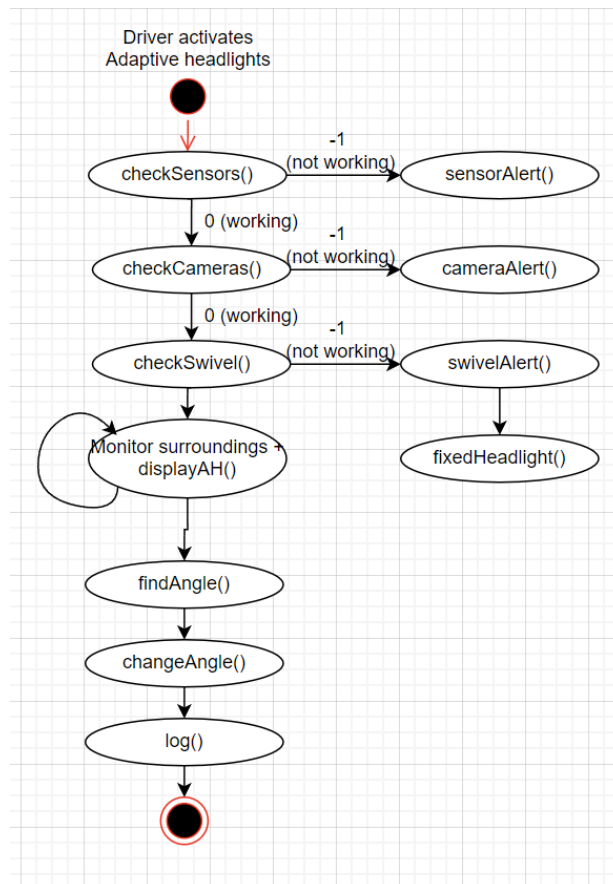 Driver activates
Adaptive headlights
-1
(not working)
checkSensors()
sensorAlert()
0 (working)
-1
(not working)
checkCameras()
cameraAlert()
0 (working)
-1
(not working)
checkSwivel()
swivelAlert()
Monitor surroundings +
displayAH()
fixedHeadlight()
findAngle()
changeAngle()
log()